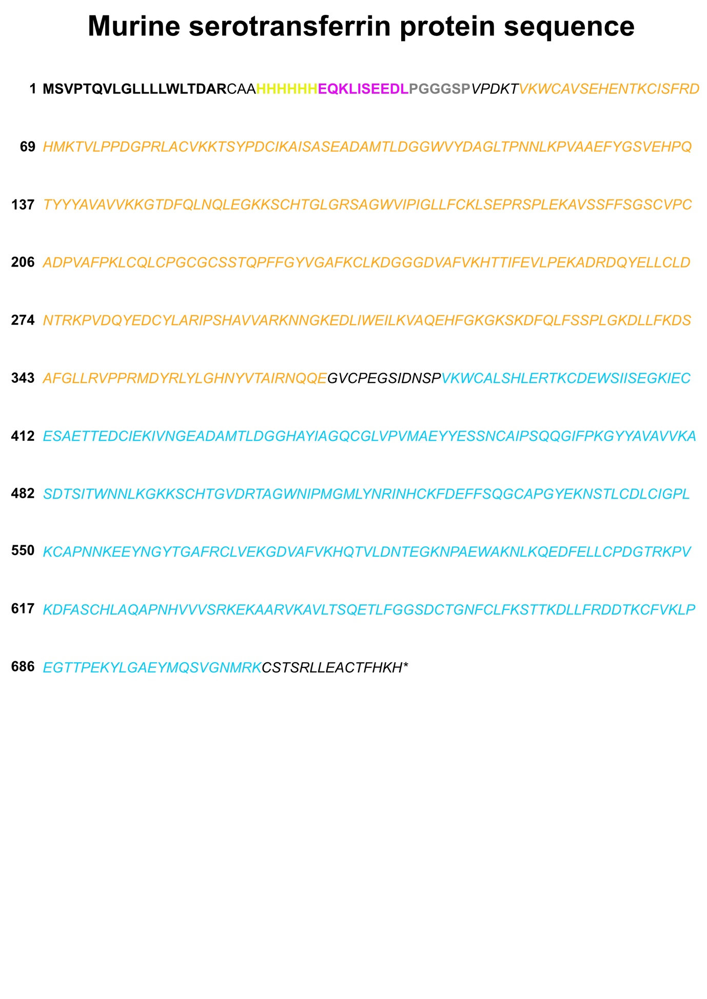 Murine serotransferrin protein sequence
1 MSVPTQVLGLLLLWLTDARCAAHHHHHHEQKLISEEDLPGGGSPVPDKTVKWCAVSEHENTKCISFRD
69 HMKTVLPPDGPRLACVKKTSYPDCIKAISASEADAMTLDGGWVYDAGLTPNNLKPVAAEFYGSVEHPQ
137 TYYYAVAVVKKGTDFQLNQLEGKKSCHTGLGRSAGWVIPIGLLFCKLSEPRSPLEKAVSSFFSGSCVPC
206 ADPVAFPKLCQLCPGCGCSSTQPFFGYVGAFKCLKDGGGDVAFVKHTTIFEVLPEKADRDQYELLCLD
274 NTRKPVDQYEDCYLARIPSHAVVARKNNGKEDLIWEILKVAQEHFGKGKSKDFQLFSSPLGKDLLFKDS
343 AFGLLRVPPRMDYRLYLGHNYVTAIRNQQEGVCPEGSIDNSPVKWCALSHLERTKCDEWSIISEGKIEC
412 ESAETTEDCIEKIVNGEADAMTLDGGHAYIAGQCGLVPVMAEYYESSNCAIPSQQGIFPKGYYAVAVVKA
482 SDTSITWNNLKGKKSCHTGVDRTAGWNIPMGMLYNRINHCKFDEFFSQGCAPGYEKNSTLCDLCIGPL
550 KCAPNNKEEYNGYTGAFRCLVEKGDVAFVKHQTVLDNTEGKNPAEWAKNLKQEDFELLCPDGTRKPV
617 KDFASCHLAQAPNHVVVSRKEKAARVKAVLTSQETLFGGSDCTGNFCLFKSTTKDLLFRDDTKCFVKLP
686 EGTTPEKYLGAEYMQSVGNMRKCSTSRLLEACTFHKH*